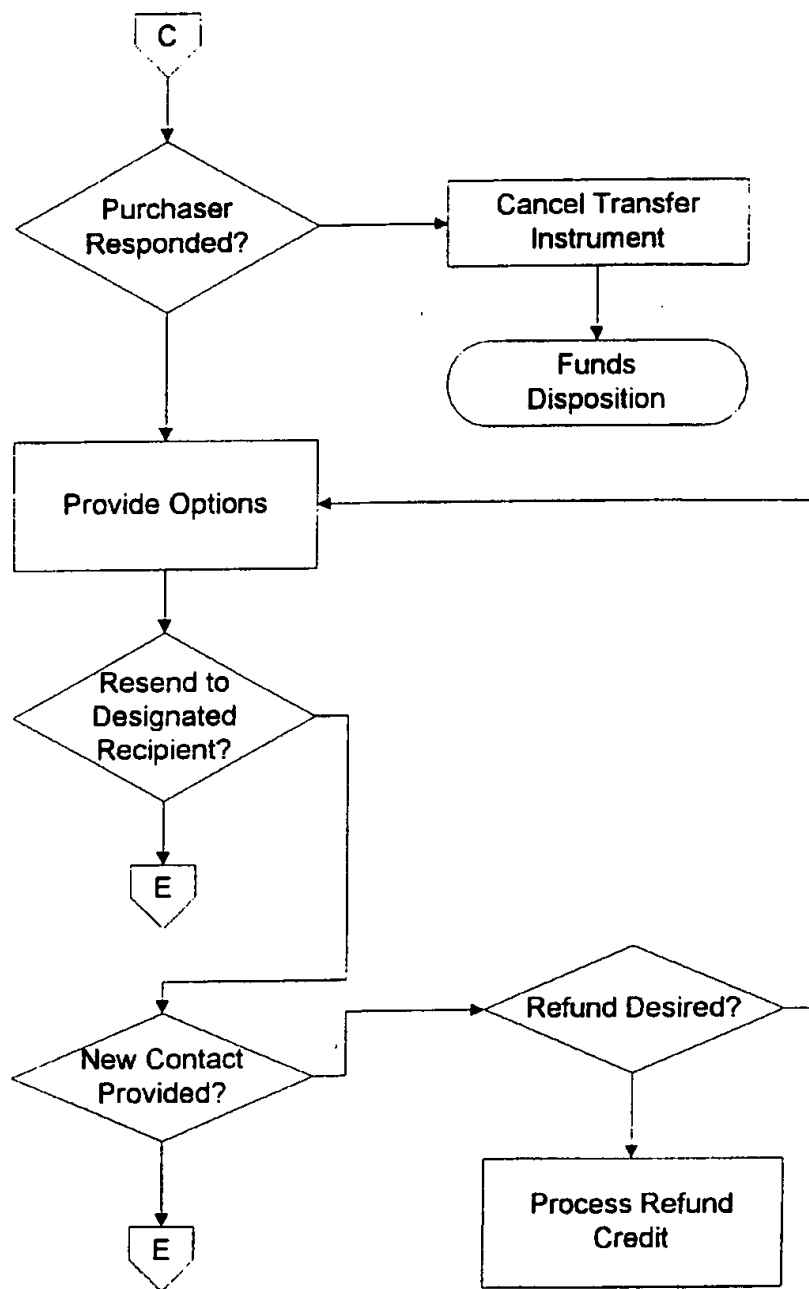 C
Purchaser
Responded?
Cancel Transfer
Instrument
Funds
Disposition
Provide Options
Resend to
Designated
Recipient?
E
Refund Desired?
New Contact
Provided?
Process Refund
Credit
E